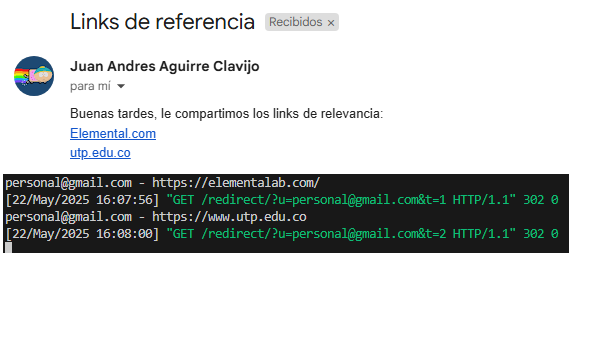 Links de referencia Recibidos ×
Juan Andres Aguirre Clavijo
para mí
Buenas tardes, le compartimos los links de relevancia:
Elemental.com
utp.edu.co
personal@gmail.com - https://elementalab.com/
[22/May/2025 16:07:56] "GET /redirect/?u=personal@gmail.com&t=1 HTTP/1.1" 302 0
personal@gmail.com - https://www.utp.edu.co
[22/May/2025 16:08:00] "GET /redirect/?u=personal@gmail.com&t=2 HTTP/1.1" 302 0